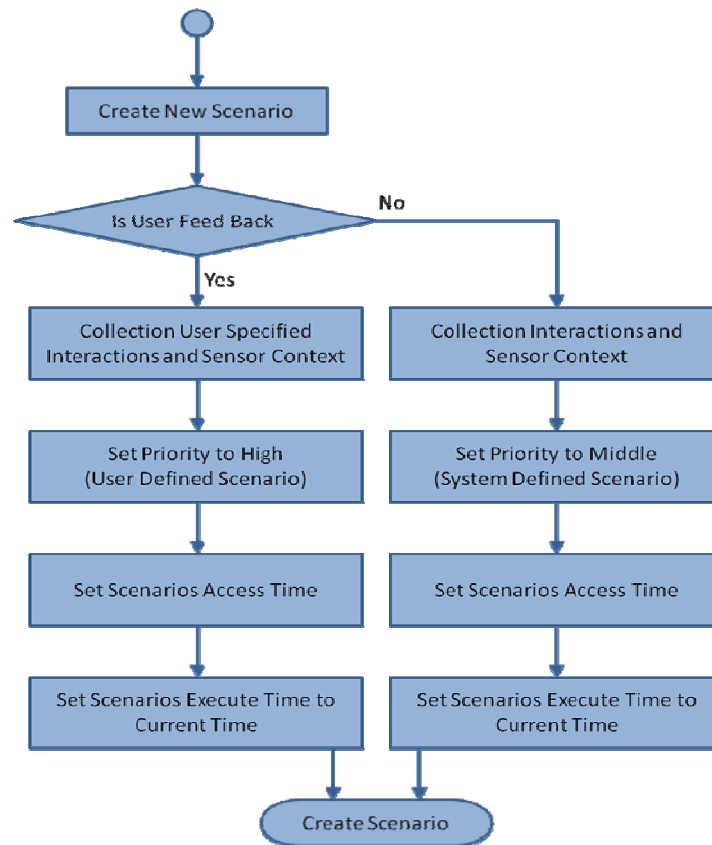 Create New Scenario
Is User Feed Back
No
Yes
Collection User Specified
Interactions and Sensor Context
Collection Interactions and
Sensor Context
Set Priority to High
(User Defined Scenario)
Set Priority to Middle
(System Defined Scenario)
Set Scenarios Access Time
Set Scenarios Access Time
Set Scenarios Execute Time to
Current Time
Set Scenarios Execute Time to
Current Time
Create Scenario